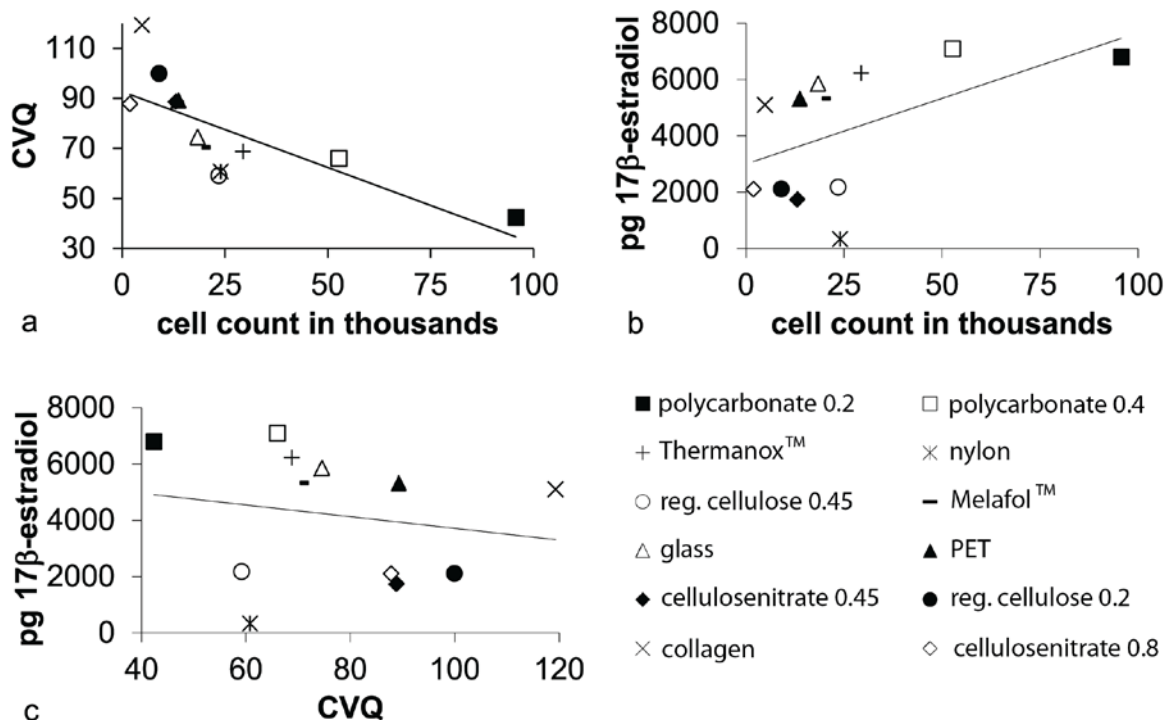 110
90
70
50
30
CVQ
0 25 50 75 100
cell count in thousands
a
8000
6000
4000
2000
0
pg 17β-estradiol
0 25 50 75 100
cell count in thousands
b
8000
6000
4000
2000
0
pg 17β-estradiol
40 60 80 100 120
CVQ
c
polycarbonate 0.2
polycarbonate 0.4
Thermanox™
nylon
reg. cellulose 0.45
Melafol™
glass
PET
cellulosenitrate 0.45
reg. cellulose 0.2
collagen
cellulosenitrate 0.8